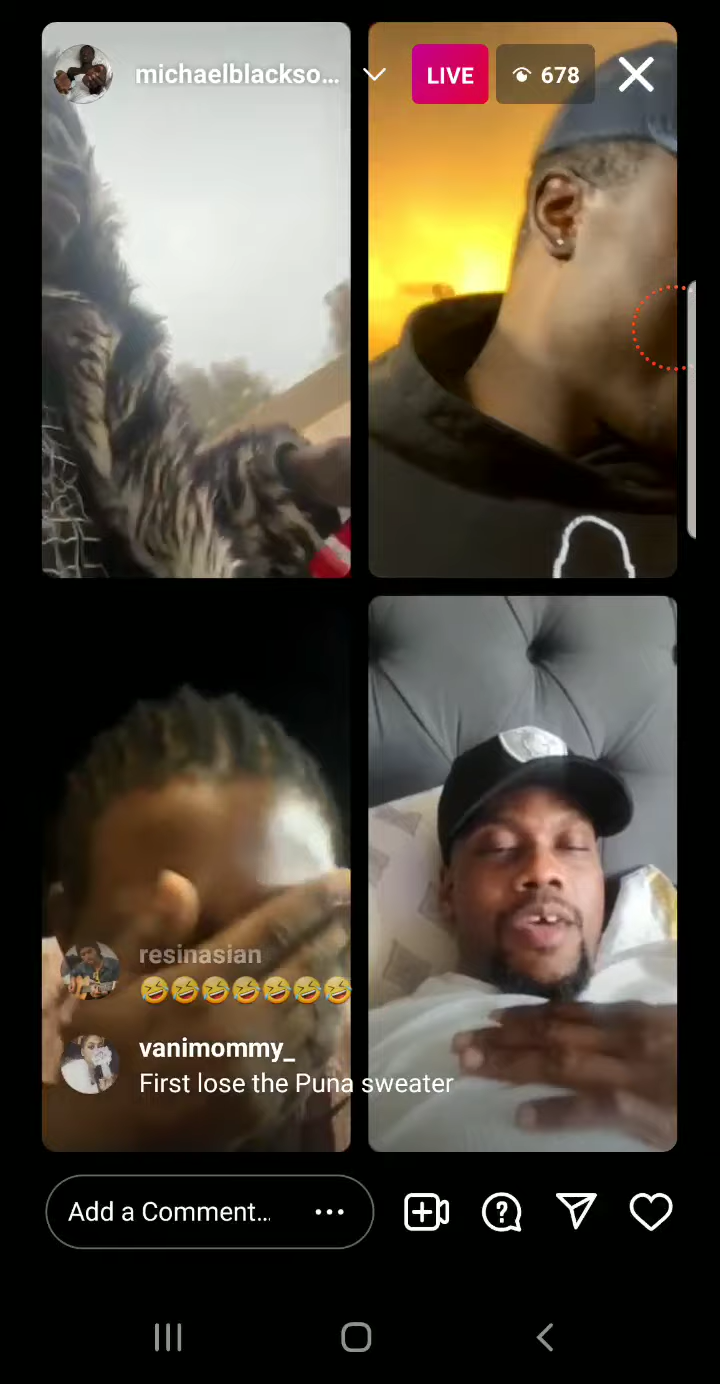 michaelblackso...
LIVE
678
resinasian
🤣🤣🤣🤣🤣🤣🤣
vanimommy_
First lose the Puna sweater
Add a Comment...